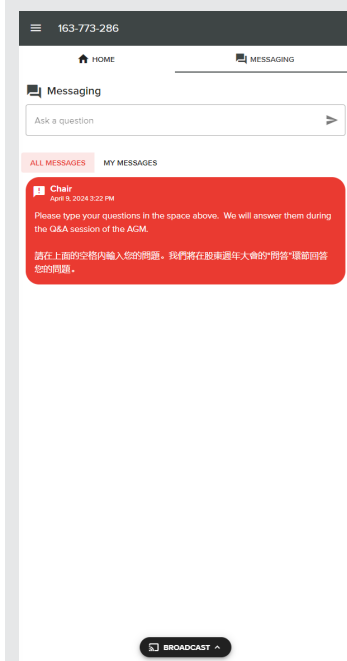 163-773-286
HOME
MESSAGING
Messaging
Ask a question
ALL MESSAGES
MY MESSAGES
Chair
April 9, 2024 3:22 PM
Please type your questions in the space above. We will answer them during
the Q&A session of the AGM.
請在上面的空格內輸入您的問題。我們將在股東週年大會的“問答”環節回答
您的問題。
BROADCAST